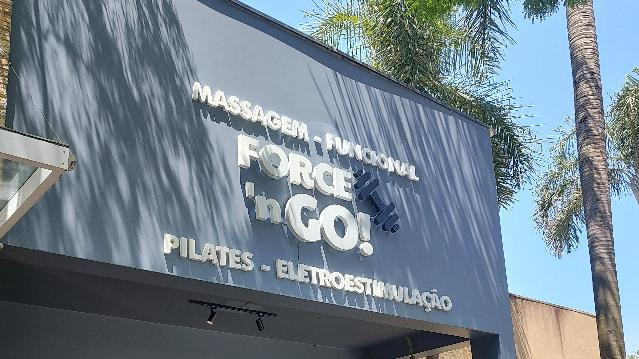 MASSAGEM - FUNCIONAL
FORCE
'n GO!
PILATES - ELETROESTIMULAÇÃO